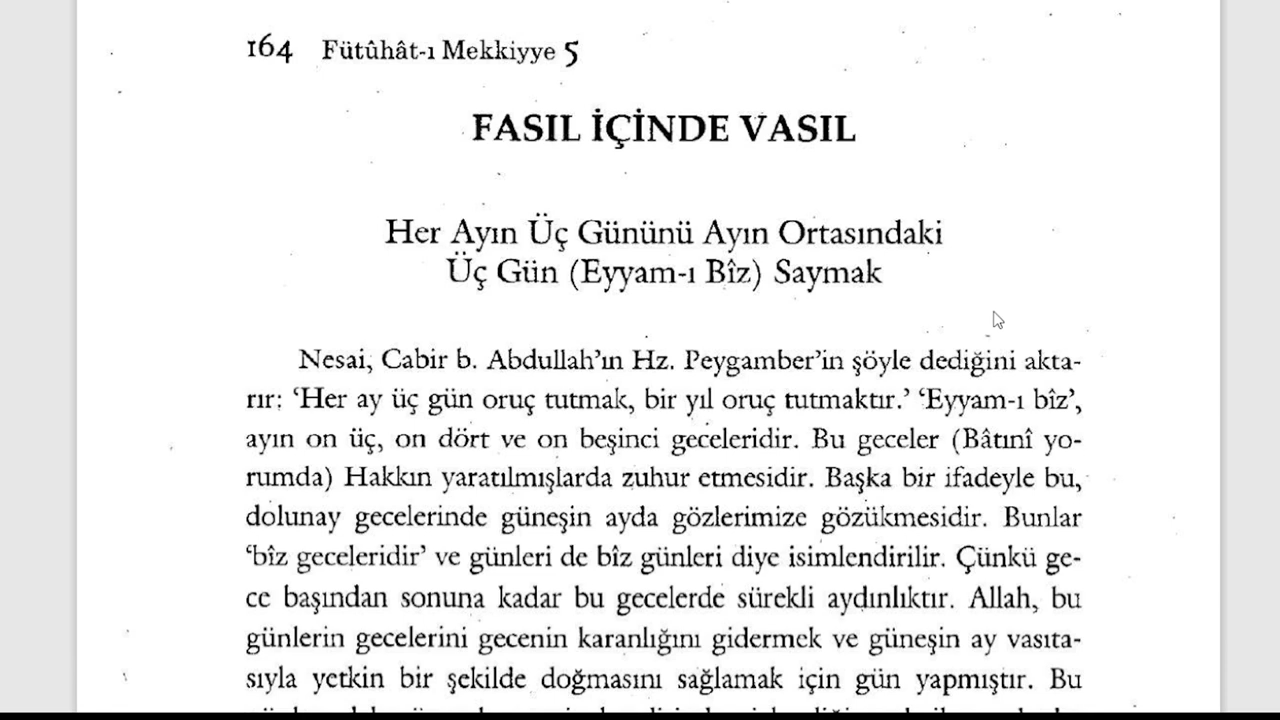 164 Fütûhât-ı Mekkiyye 5
FASIL İÇİNDE VASIL
Her Ayın Üç Gününü Ayın Ortasındaki
Üç Gün (Eyyam-ı Bîz) Saymak
Nesai, Cabir b. Abdullah’ın Hz. Peygamber’in şöyle dediğini akta-
rır: ‘Her ay üç gün oruç tutmak, bir yıl oruç tutmaktır.’ ‘Eyyam-ı bîz’,
ayın on üç, on dört ve on beşinci geceleridir. Bu geceler (Bâtınî yo-
rumda) Hakkın yaratılmışlarda zuhur etmesidir. Başka bir ifadeyle bu,
dolunay gecelerinde güneşin ayda gözlerimize gözükmesidir. Bunlar
‘bîz geceleridir’ ve günleri de bîz günleri diye isimlendirilir. Çünkü ge-
ce başından sonuna kadar bu gecelerde sürekli aydınlıktır. Allah, bu
günlerin gecelerini gecenin karanlığını gidermek ve güneşin ay vasıta-
sıyla yetkin bir şekilde doğmasını sağlamak için gün yapmıştır. Bu